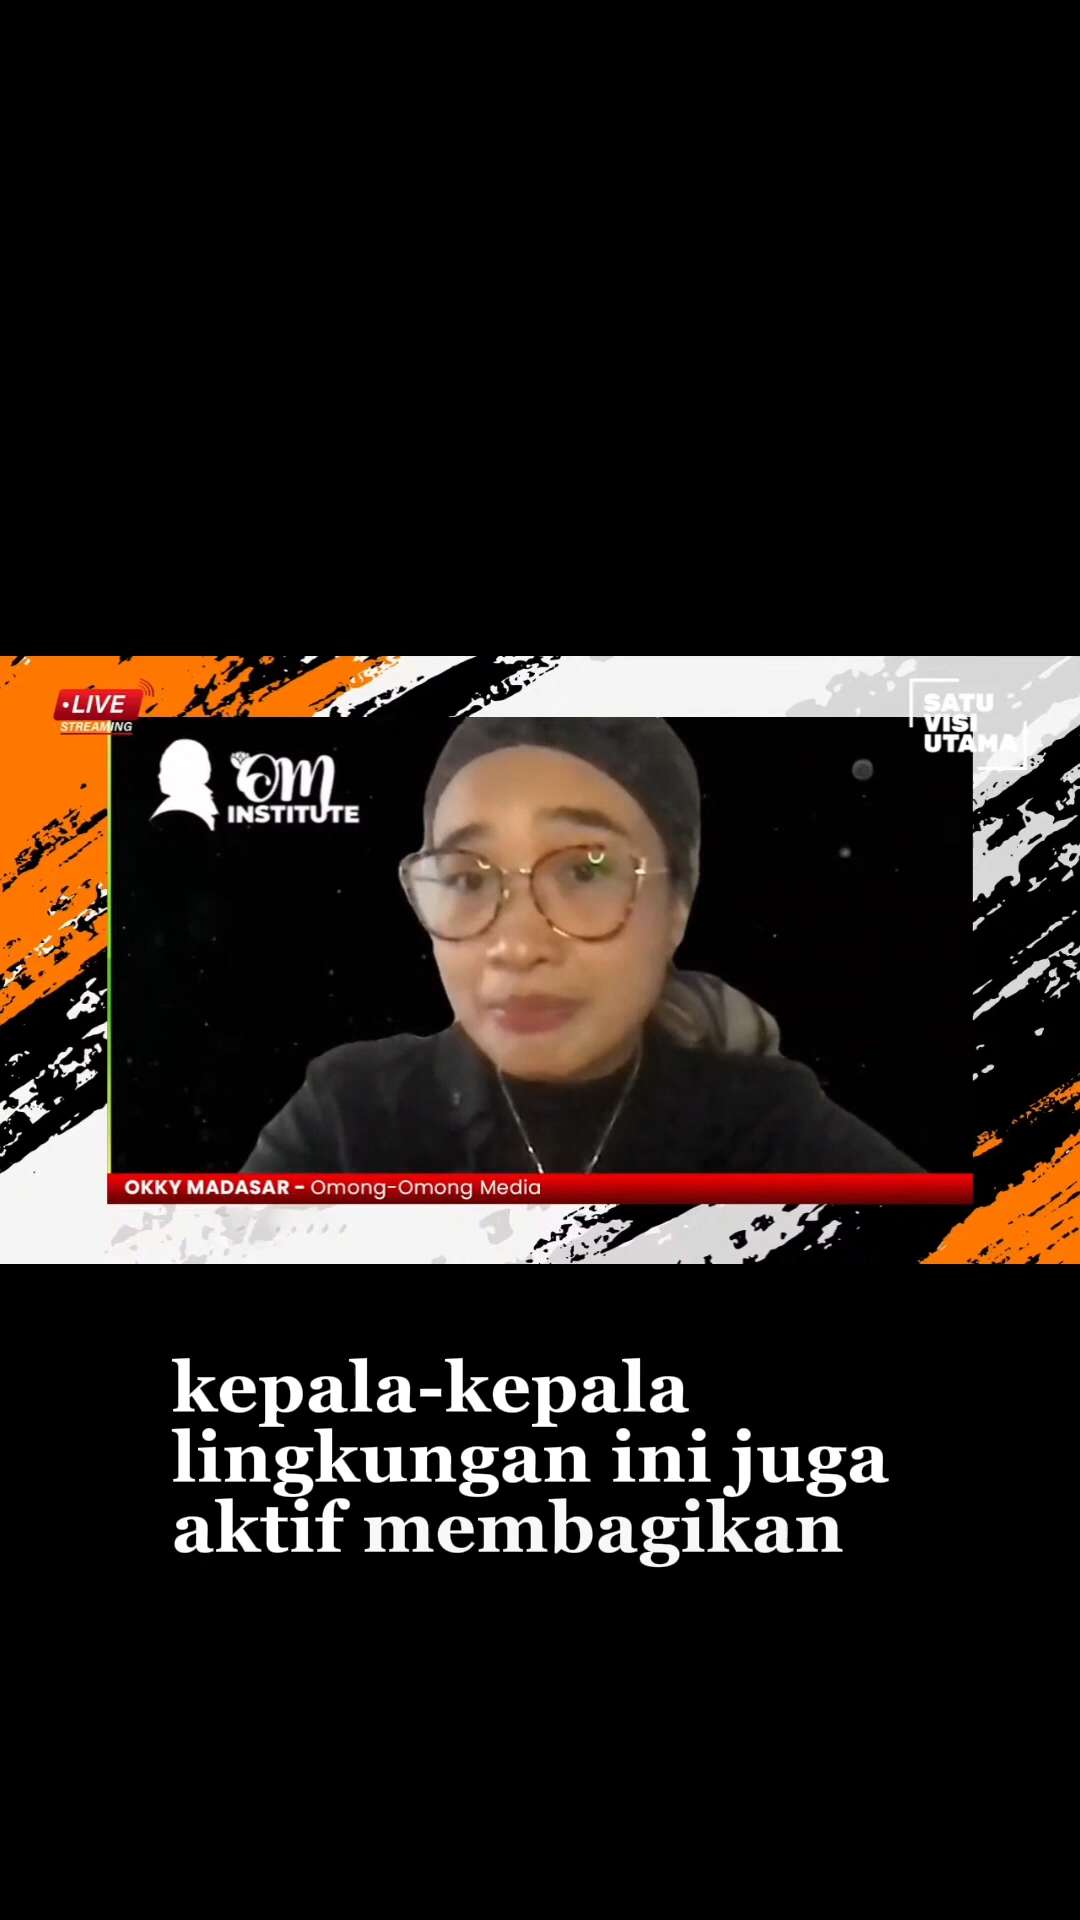 •LIVE
STREAMING
SATU
VISI
UTAMA
OM
INSTITUTE
OKKY MADASAR - Omong-Omong Media
kepala-kepala
lingkungan ini juga
aktif membagikan